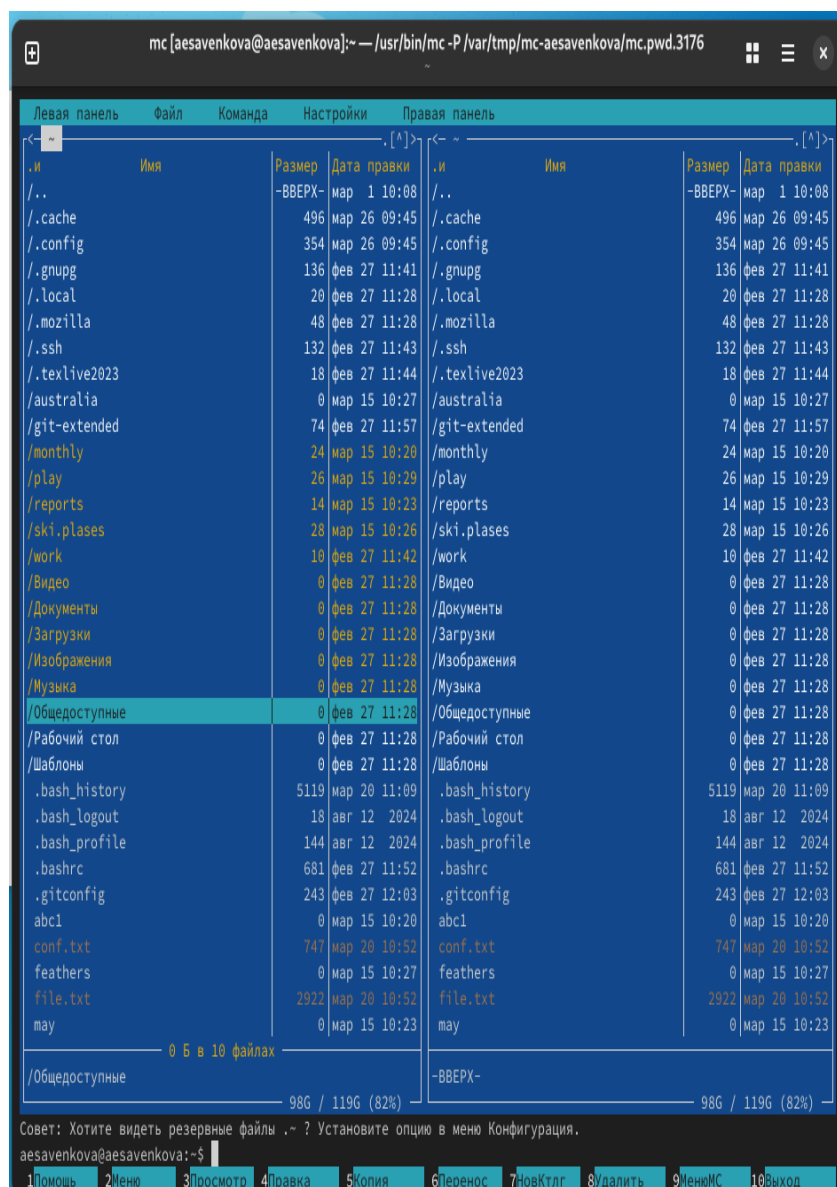 mc [aesavenkova@aesavenkova]:~ — /usr/bin/mc -P /var/tmp/mc-aesavenkova/mc.pwd.3176
~
Левая панель Файл Команда Настройки Правая панель
┌<─ ~ ─.[^]>┐┌<─ ~ ─.[^]>┐
.и Имя Размер Дата правки .и Имя Размер Дата правки
/.. -ВВЕРХ- мар 1 10:08 /.. -ВВЕРХ- мар 1 10:08
/.cache 496 мар 26 09:45 /.cache 496 мар 26 09:45
/.config 354 мар 26 09:45 /.config 354 мар 26 09:45
/.gnupg 136 фев 27 11:41 /.gnupg 136 фев 27 11:41
/.local 20 фев 27 11:28 /.local 20 фев 27 11:28
/.mozilla 48 фев 27 11:28 /.mozilla 48 фев 27 11:28
/.ssh 132 фев 27 11:43 /.ssh 132 фев 27 11:43
/.texlive2023 18 фев 27 11:44 /.texlive2023 18 фев 27 11:44
/australia 0 мар 15 10:27 /australia 0 мар 15 10:27
/git-extended 74 фев 27 11:57 /git-extended 74 фев 27 11:57
/monthly 24 мар 15 10:20 /monthly 24 мар 15 10:20
/play 26 мар 15 10:29 /play 26 мар 15 10:29
/reports 14 мар 15 10:23 /reports 14 мар 15 10:23
/ski.plases 28 мар 15 10:26 /ski.plases 28 мар 15 10:26
/work 10 фев 27 11:42 /work 10 фев 27 11:42
/Видео 0 фев 27 11:28 /Видео 0 фев 27 11:28
/Документы 0 фев 27 11:28 /Документы 0 фев 27 11:28
/Загрузки 0 фев 27 11:28 /Загрузки 0 фев 27 11:28
/Изображения 0 фев 27 11:28 /Изображения 0 фев 27 11:28
/Музыка 0 фев 27 11:28 /Музыка 0 фев 27 11:28
/Общедоступные 0 фев 27 11:28 /Общедоступные 0 фев 27 11:28
/Рабочий стол 0 фев 27 11:28 /Рабочий стол 0 фев 27 11:28
/Шаблоны 0 фев 27 11:28 /Шаблоны 0 фев 27 11:28
.bash_history 5119 мар 20 11:09 .bash_history 5119 мар 20 11:09
.bash_logout 18 авг 12 2024 .bash_logout 18 авг 12 2024
.bash_profile 144 авг 12 2024 .bash_profile 144 авг 12 2024
.bashrc 681 фев 27 11:52 .bashrc 681 фев 27 11:52
.gitconfig 243 фев 27 12:03 .gitconfig 243 фев 27 12:03
abc1 0 мар 15 10:20 abc1 0 мар 15 10:20
conf.txt 747 мар 20 10:52 conf.txt 747 мар 20 10:52
feathers 0 мар 15 10:27 feathers 0 мар 15 10:27
file.txt 2922 мар 20 10:52 file.txt 2922 мар 20 10:52
may 0 мар 15 10:23 may 0 мар 15 10:23
0 Б в 10 файлах
/Общедоступные -ВВЕРХ-
98G / 119G (82%) 98G / 119G (82%)
Совет: Хотите видеть резервные файлы .~ ? Установите опцию в меню Конфигурация.
aesavenkova@aesavenkova:~$
1Помощь 2Меню 3Просмотр 4Правка 5Копия 6Перенос 7НовКтлг 8Удалить 9МенюМС 10Выход